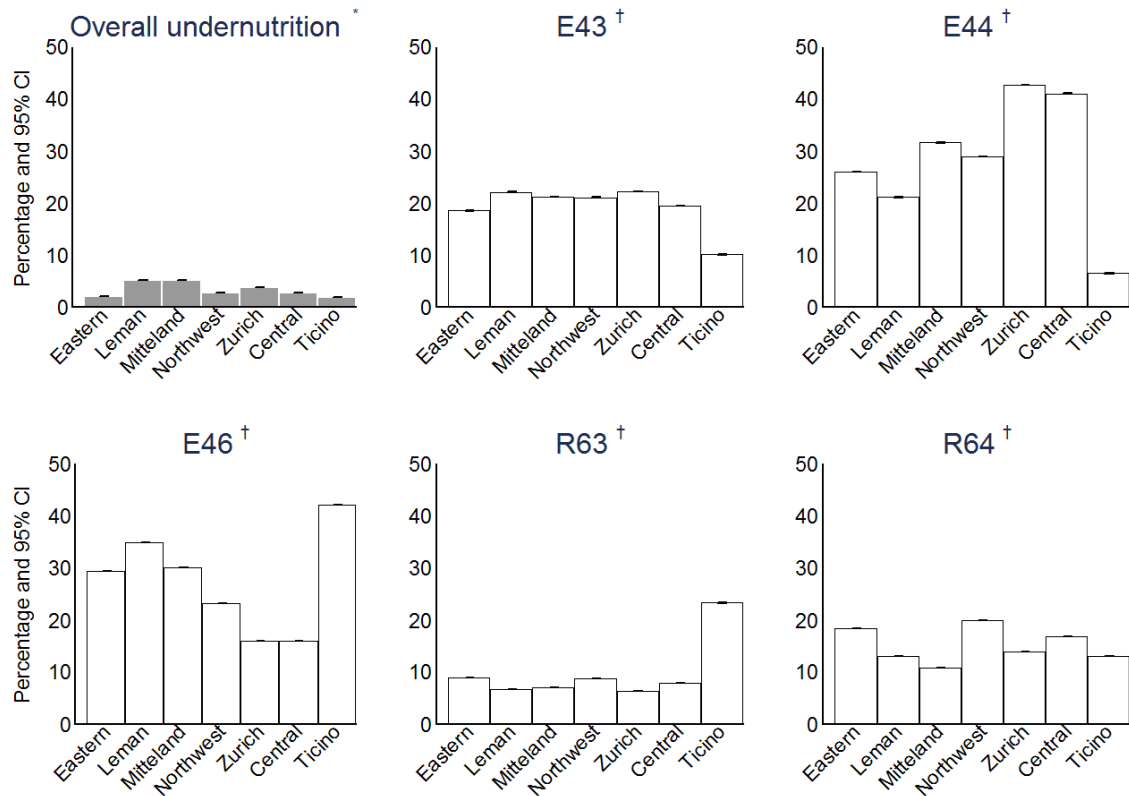 Overall undernutrition *
E43 †
E44 †
Percentage and 95% CI
50
40
30
20
10
0
Eastern
Leman
Mitteland
Northwest
Zurich
Central
Ticino
50
40
30
20
10
0
Eastern
Leman
Mitteland
Northwest
Zurich
Central
Ticino
50
40
30
20
10
0
Eastern
Leman
Mitteland
Northwest
Zurich
Central
Ticino
E46 †
R63 †
R64 †
Percentage and 95% CI
50
40
30
20
10
0
Eastern
Leman
Mitteland
Northwest
Zurich
Central
Ticino
50
40
30
20
10
0
Eastern
Leman
Mitteland
Northwest
Zurich
Central
Ticino
50
40
30
20
10
0
Eastern
Leman
Mitteland
Northwest
Zurich
Central
Ticino